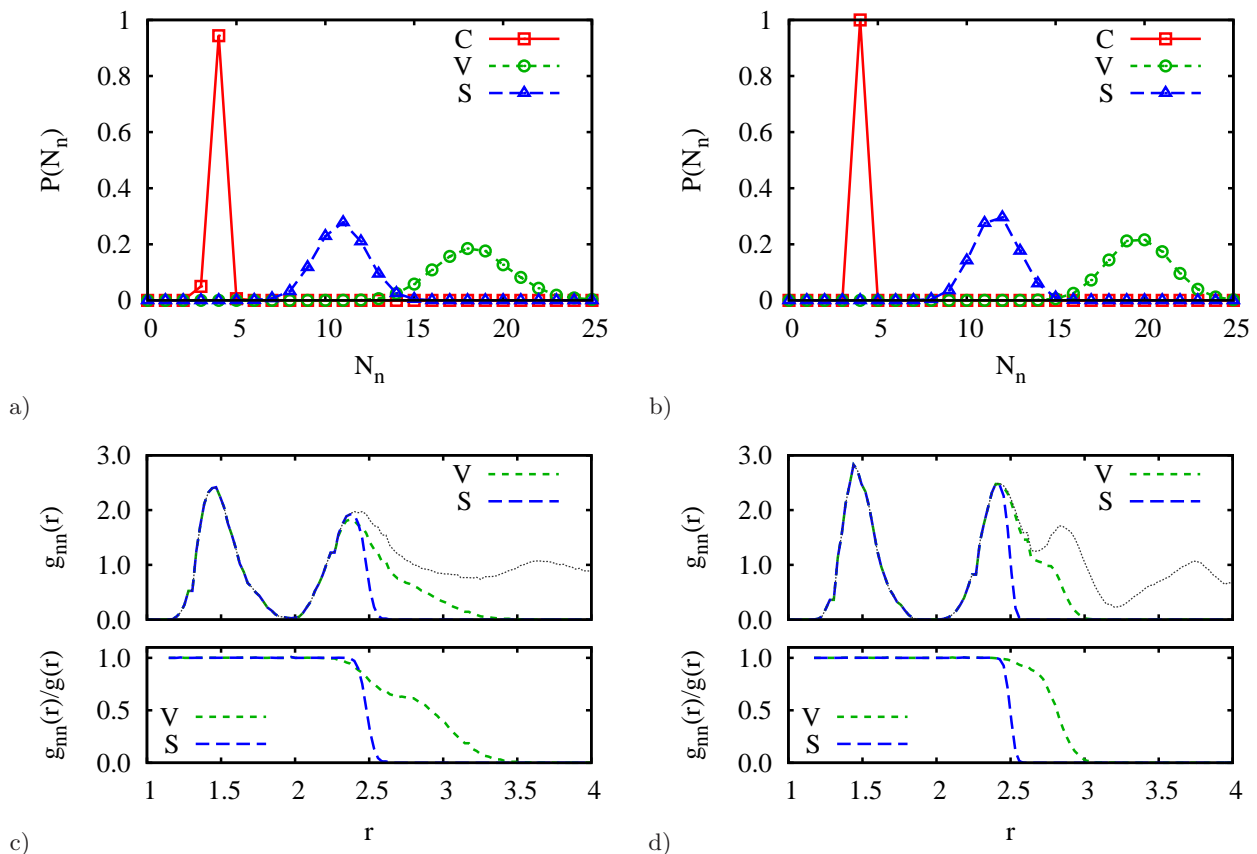 C
V
S
P(N_n)
1
0.8
0.6
0.4
0.2
0
0 5 10 15 20 25
N_n
a)
C
V
S
P(N_n)
1
0.8
0.6
0.4
0.2
0
0 5 10 15 20 25
N_n
b)
V
S
g_nn(r)
3.0
2.0
1.0
0.0
V
S
g_nn(r)/g(r)
1.0
0.5
0.0
1 1.5 2 2.5 3 3.5 4
r
c)
V
S
g_nn(r)
3.0
2.0
1.0
0.0
V
S
g_nn(r)/g(r)
1.0
0.5
0.0
1 1.5 2 2.5 3 3.5 4
r
d)